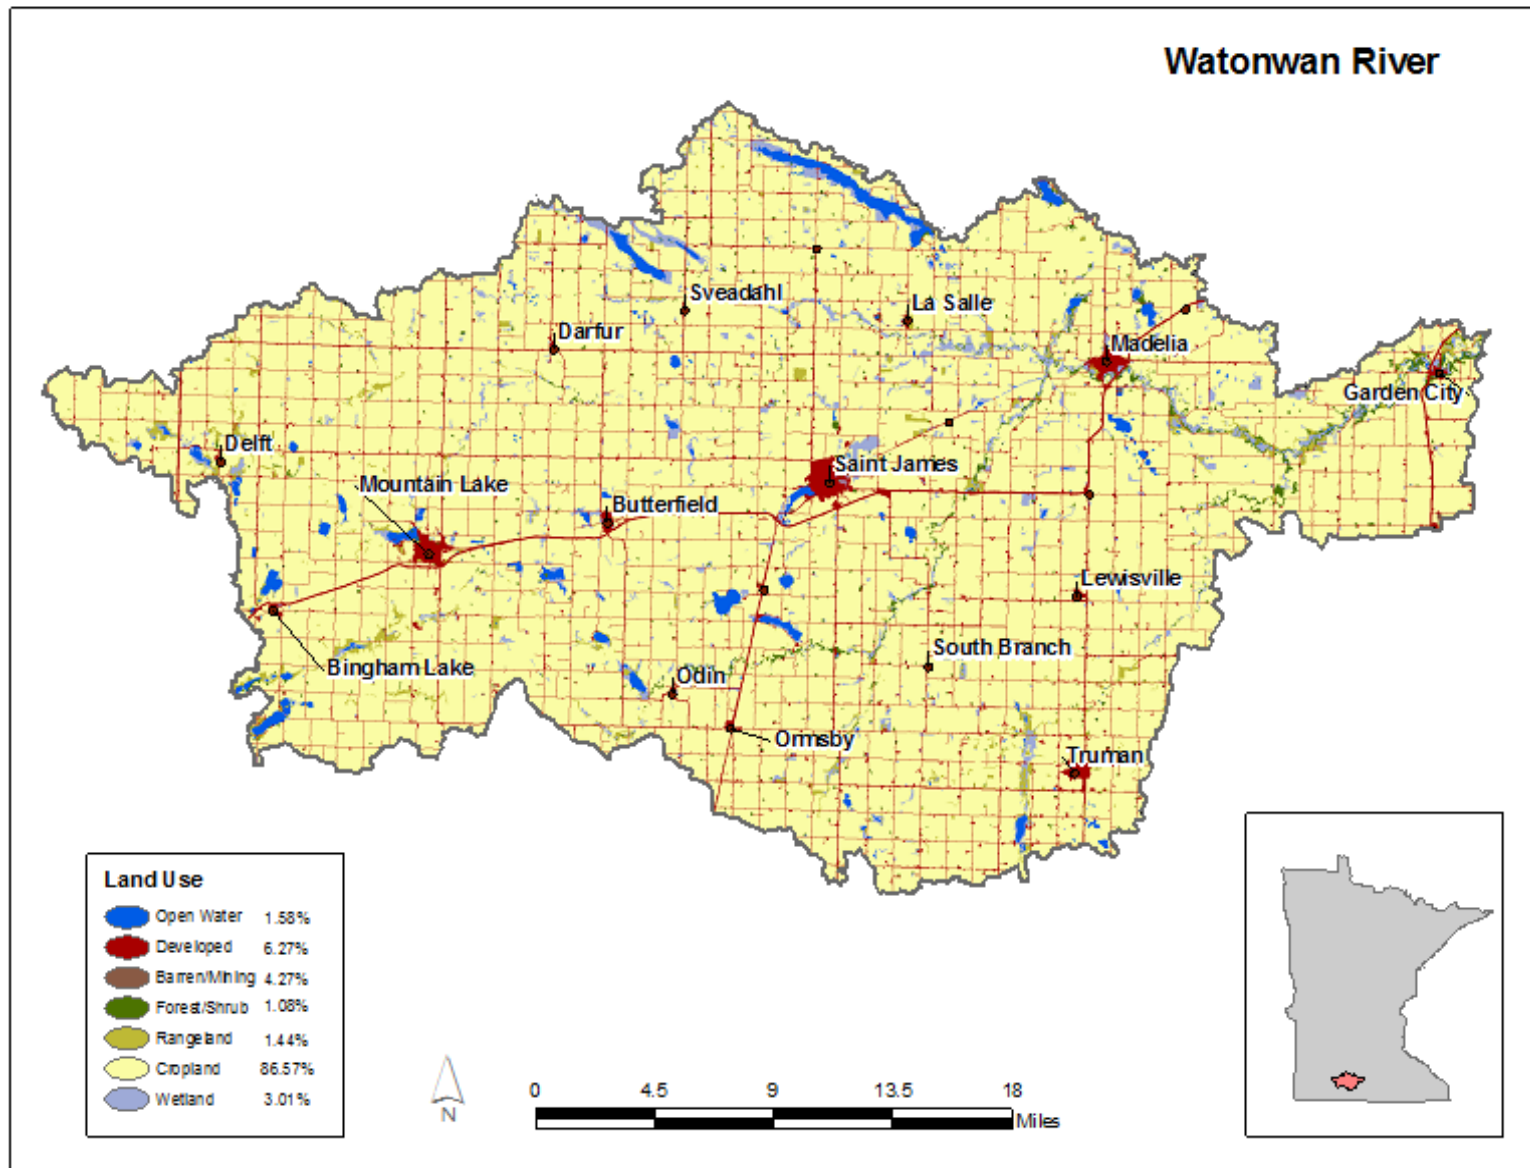 Watonwan River
Sveadahl
La Salle
Darfur
Madelia
Garden City
Delft
Saint James
Mountain Lake
Butterfield
Lewisville
South Branch
Bingham Lake
Odin
Ormsby
Truman
Land Use
Open Water 1.58%
Developed 6.27%
Barren/Mining 4.27%
Forest/Shrub 1.08%
Rangeland 1.44%
Cropland 86.57%
Wetland 3.01%
N
0 4.5 9 13.5 18
Miles